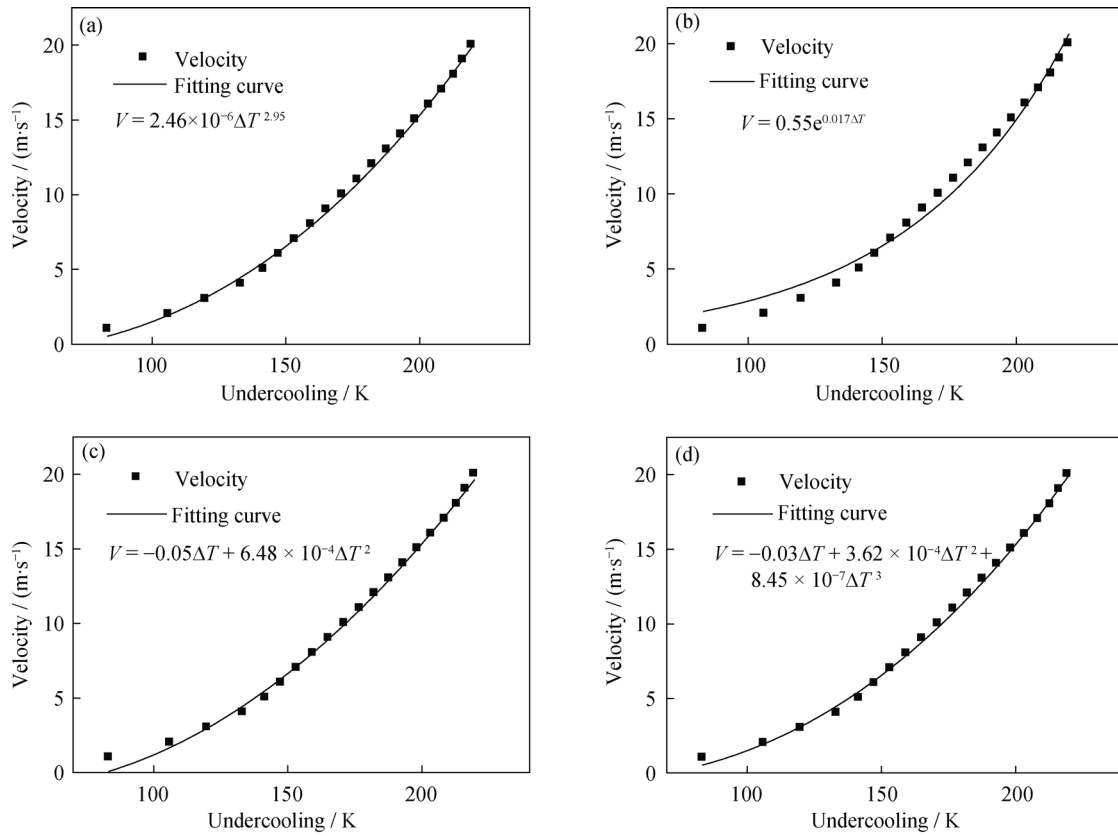 (a)
Velocity
Fitting curve
V = 2.46×10⁻⁶ΔT^2.95
20
15
10
5
0
100 150 200
Undercooling / K
Velocity / (m·s⁻¹)
(b)
Velocity
Fitting curve
V = 0.55e^0.017ΔT
20
15
10
5
0
100 150 200
Undercooling / K
Velocity / (m·s⁻¹)
(c)
Velocity
Fitting curve
V = −0.05ΔT + 6.48 × 10⁻⁴ΔT²
20
15
10
5
0
100 150 200
Undercooling / K
Velocity / (m·s⁻¹)
(d)
Velocity
Fitting curve
V = −0.03ΔT + 3.62 × 10⁻⁴ΔT² +
8.45 × 10⁻⁷ΔT³
20
15
10
5
0
100 150 200
Undercooling / K
Velocity / (m·s⁻¹)